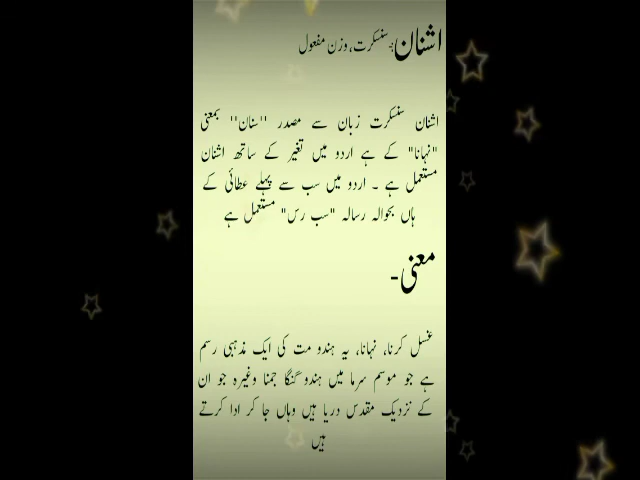 اشنان:۔ سنسکرت، وزن مفعول
اشنان سنسکرت زبان سے مصدر ''سنان'' بمعنی
"نہانا" کے ہے اردو میں تغیر کے ساتھ اشنان
مستعمل ہے ۔ اردو میں سب سے پہلے عطائی کے
ہاں بحوالہ رسالہ "سب رس" مستعمل ہے
معنی-
غسل کرنا، نہانا، یہ ہندو مت کی ایک مذہبی رسم
ہے جو موسم سرما میں ہندو گنگا جمنا وغیرہ جو ان
کے نزدیک مقدس دریا ہیں وہاں جا کر ادا کرتے
ہیں